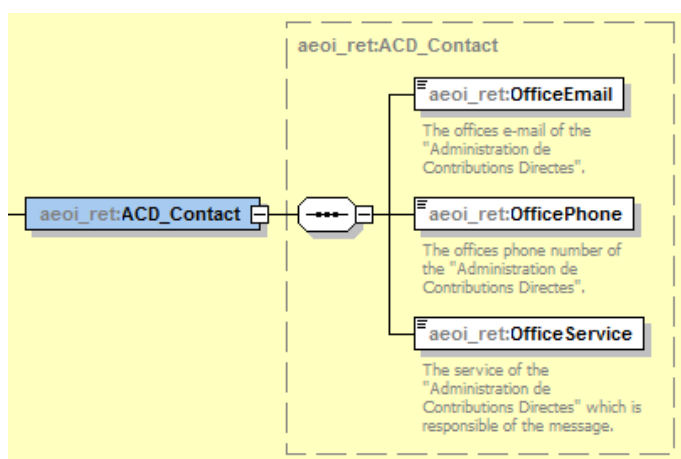 aeoi_ret:ACD_Contact
aeoi_ret:OfficeEmail
The offices e-mail of the
"Administration de
Contributions Directes".
aeoi_ret:ACD_Contact
aeoi_ret:OfficePhone
The offices phone number of
the "Administration de
Contributions Directes".
aeoi_ret:OfficeService
The service of the
"Administration de
Contributions Directes" which is
responsible of the message.